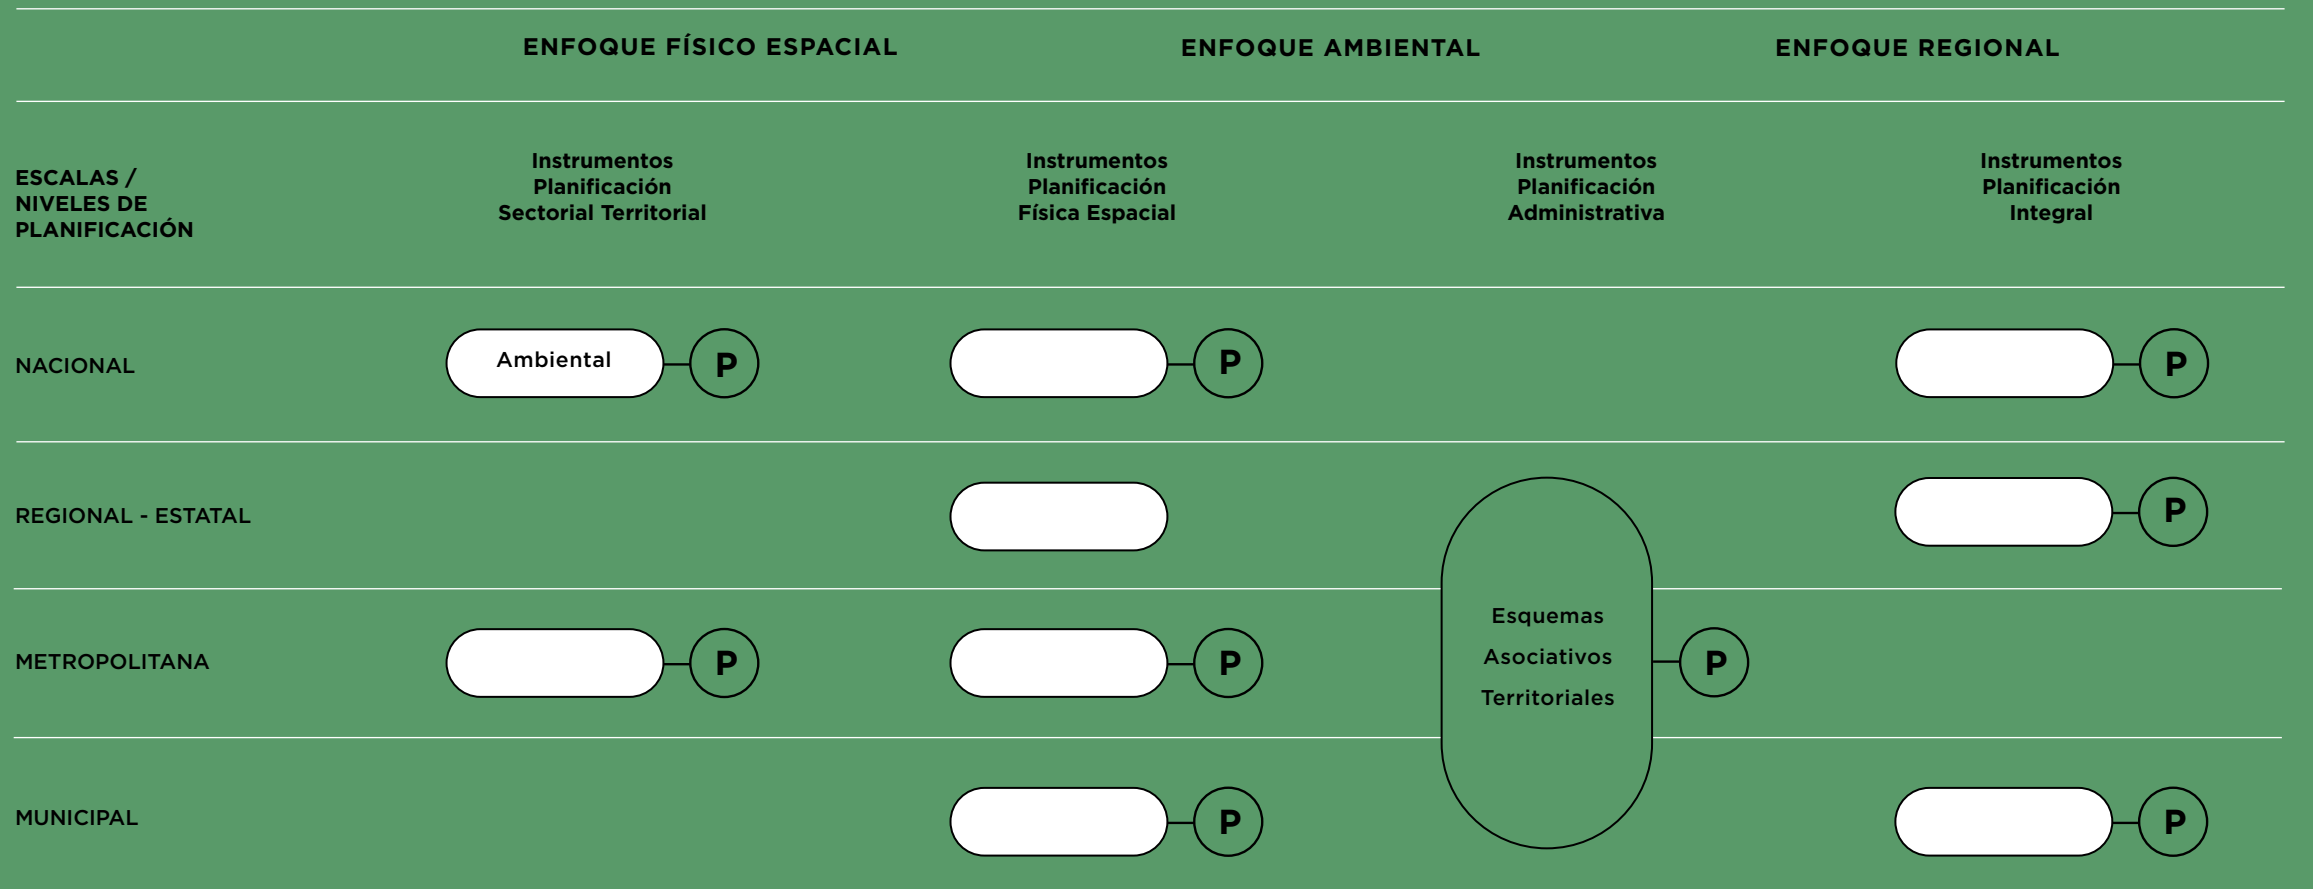 ENFOQUE FÍSICO ESPACIAL
ENFOQUE AMBIENTAL
ENFOQUE REGIONAL
ESCALAS /
NIVELES DE
PLANIFICACIÓN
Instrumentos
Planificación
Sectorial Territorial
Instrumentos
Planificación
Física Espacial
Instrumentos
Planificación
Administrativa
Instrumentos
Planificación
Integral
NACIONAL
Ambiental
P
P
P
REGIONAL - ESTATAL
P
METROPOLITANA
P
P
Esquemas
Asociativos
Territoriales
P
MUNICIPAL
P
P